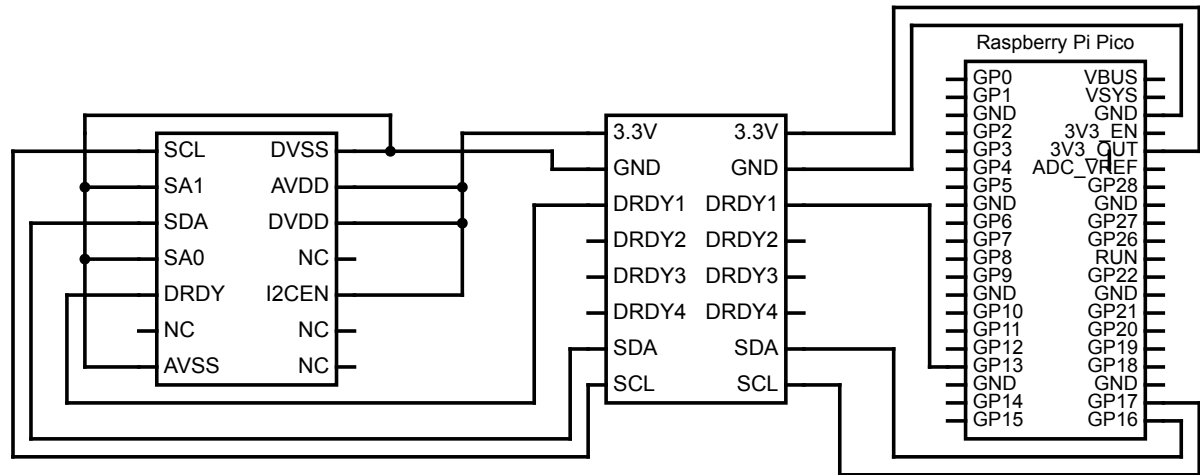 Raspberry Pi Pico
SCL DVSS
SA1 AVDD
SDA DVDD
SA0 NC
DRDY I2CEN
NC NC
AVSS NC
3.3V 3.3V
GND GND
DRDY1 DRDY1
DRDY2 DRDY2
DRDY3 DRDY3
DRDY4 DRDY4
SDA SDA
SCL SCL
GP0 VBUS
GP1 VSYS
GND GND
GP2 3V3_EN
GP3 3V3_OUT
GP4 ADC_VREF
GP5 GP28
GND GND
GP6 GP27
GP7 GP26
GP8 RUN
GP9 GP22
GND GND
GP10 GP21
GP11 GP20
GP12 GP19
GP13 GP18
GND GND
GP14 GP17
GP15 GP16